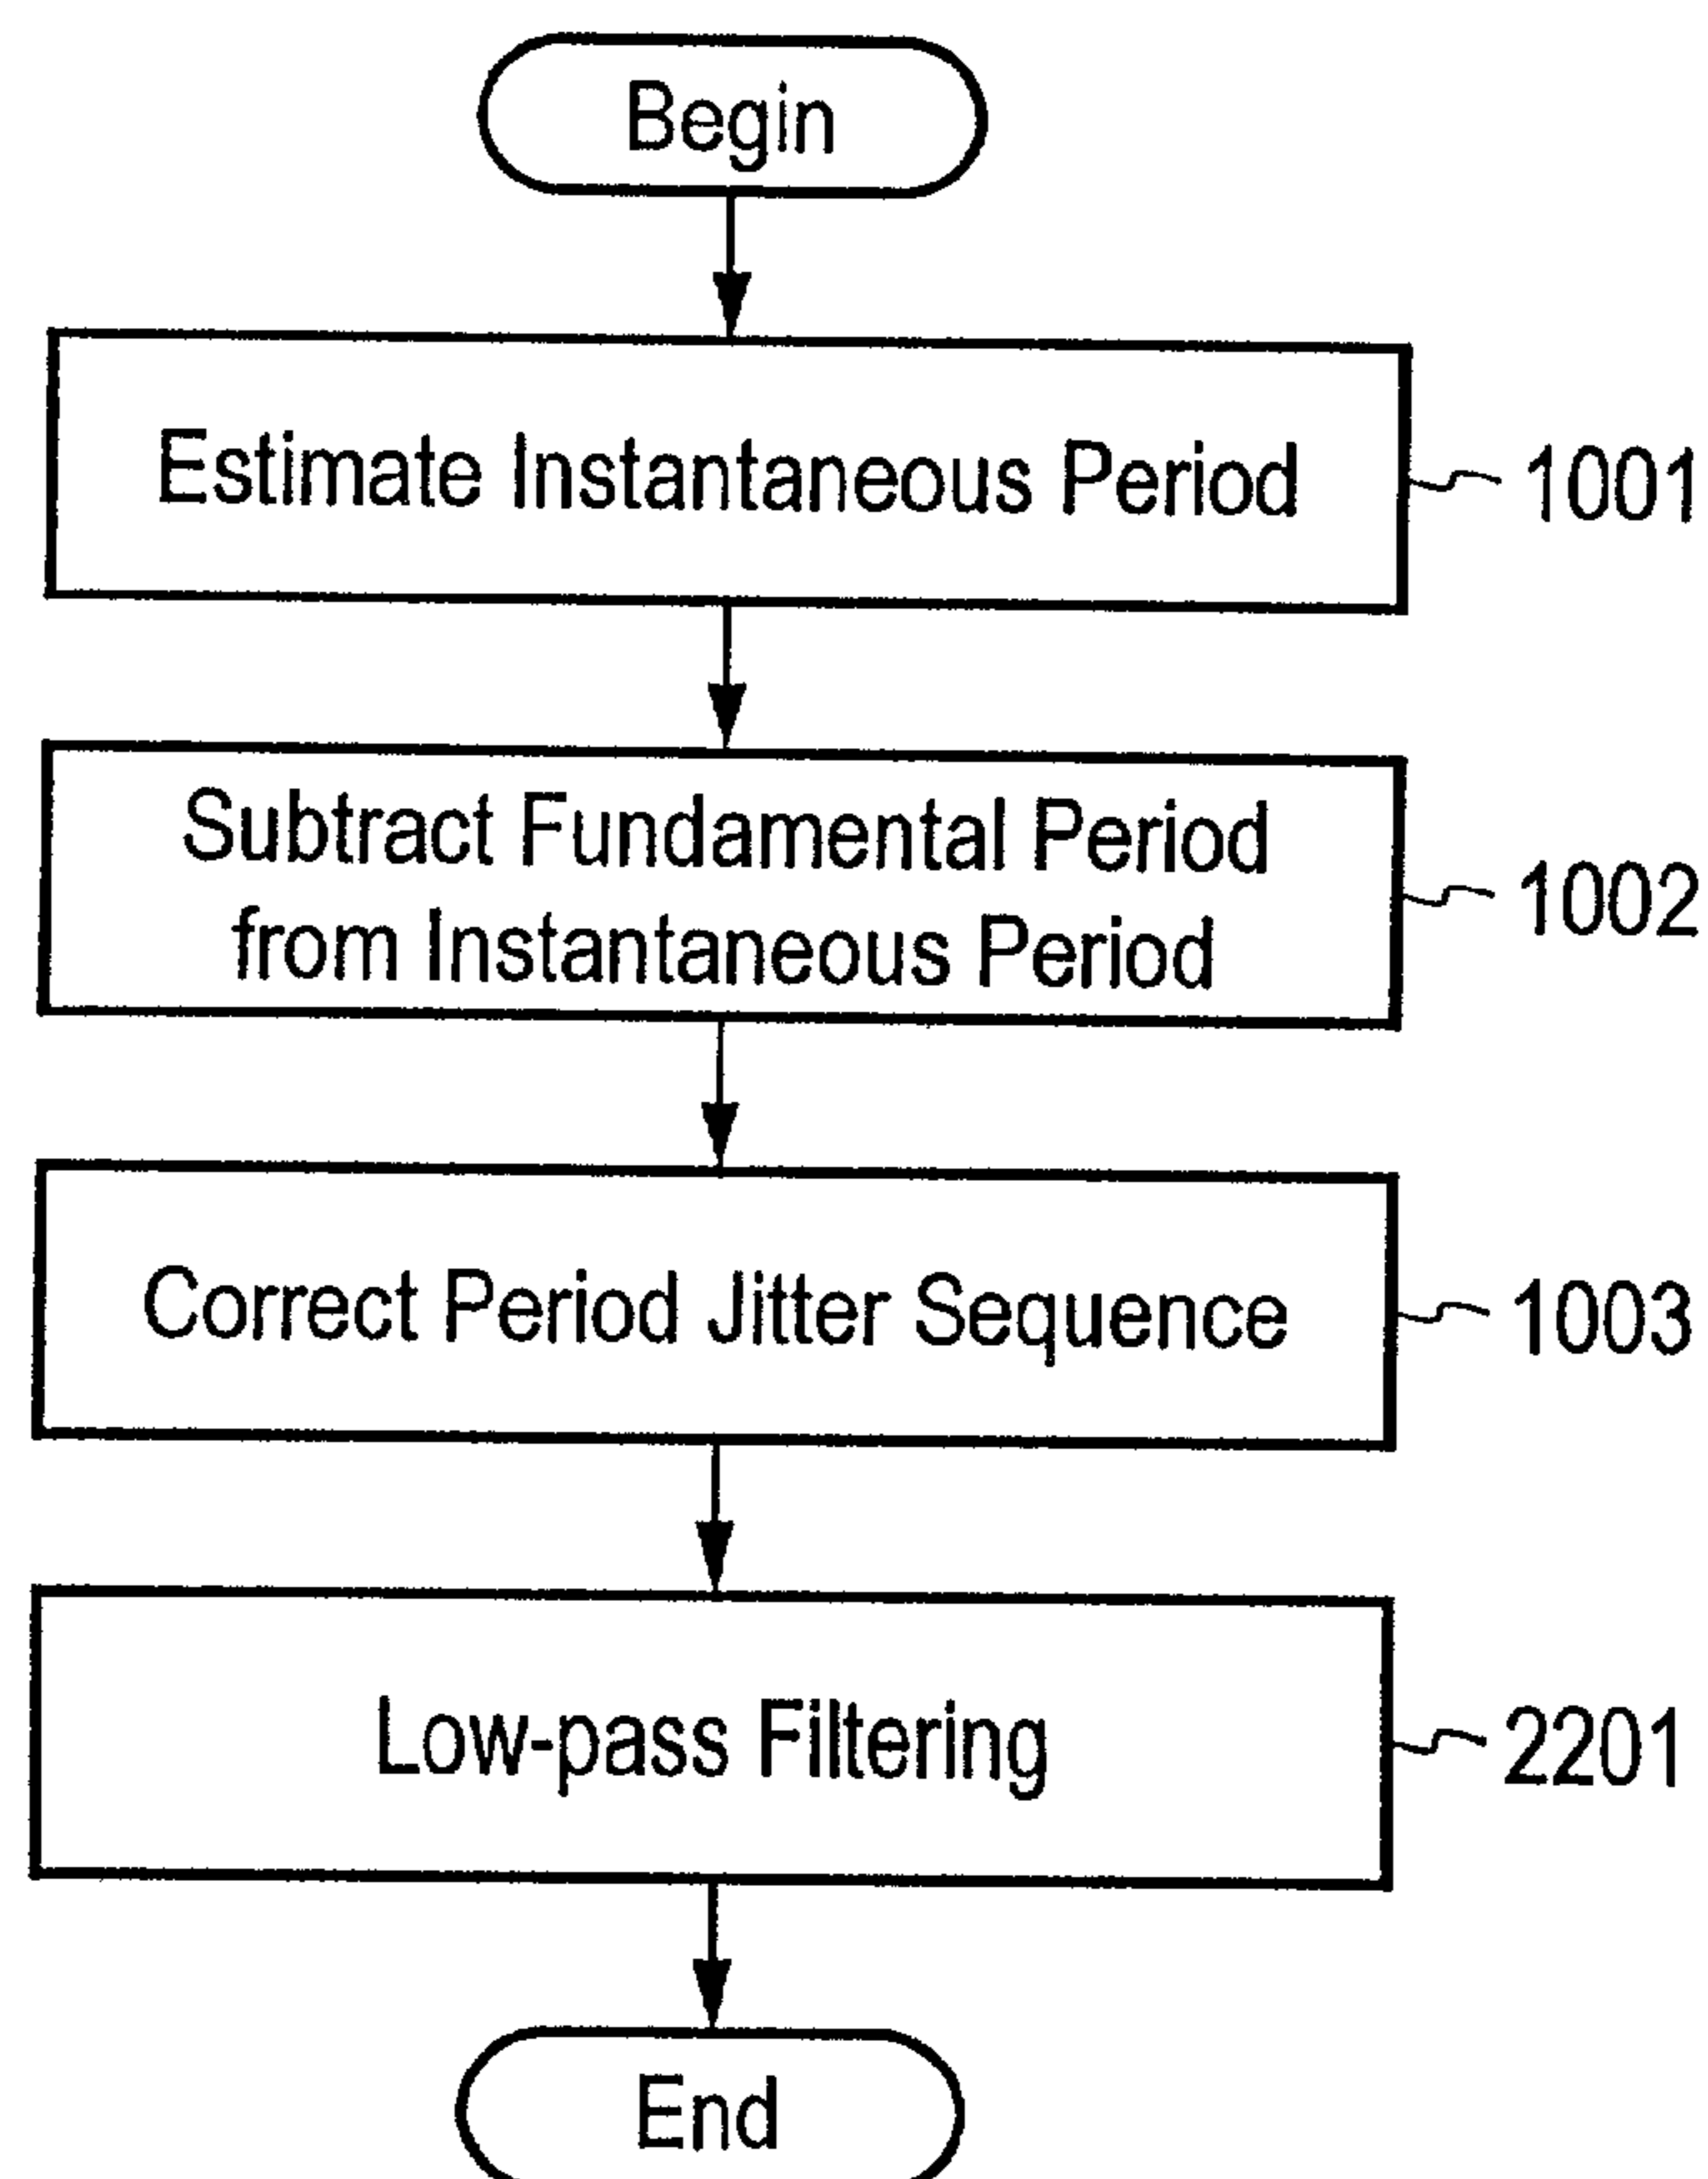 Begin
Estimate Instantaneous Period
1001
Subtract Fundamental Period
from Instantaneous Period
1002
Correct Period Jitter Sequence
1003
Low-pass Filtering
2201
End